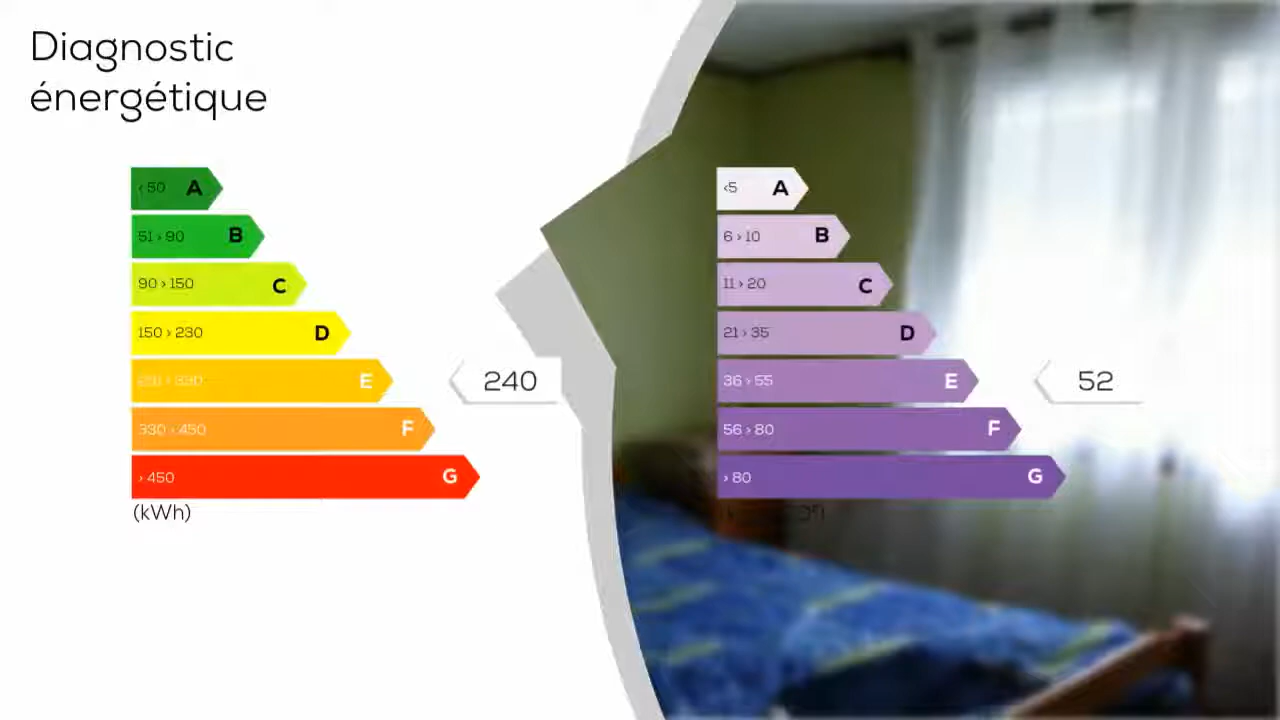 Diagnostic
énergétique
< 50 A
51 > 90 B
90 > 150 C
150 > 230 D
E
330 > 450 F
> 450 G
(kWh)
240
<5 A
6 > 10 B
11 > 20 C
21 > 35 D
36 > 55 E
56 > 80 F
> 80 G
52